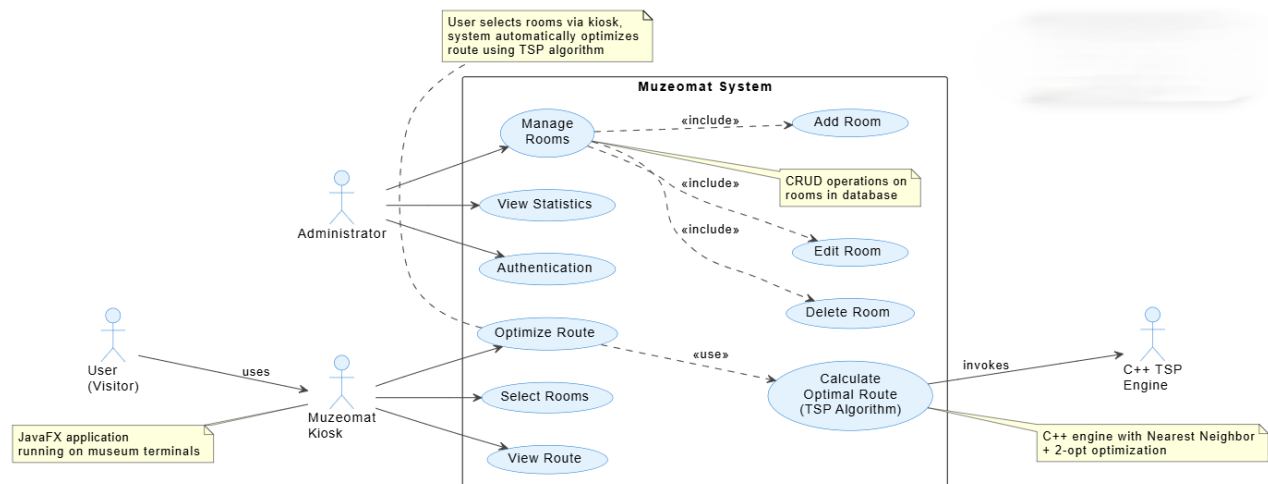 User selects rooms via kiosk,
system automatically optimizes
route using TSP algorithm
Muzeomat System
Manage
Rooms
«include»
Add Room
CRUD operations on
rooms in database
«include»
View Statistics
Administrator
«include»
Edit Room
Authentication
Delete Room
Optimize Route
«use»
User
(Visitor)
uses
invokes
C++ TSP
Engine
Calculate
Optimal Route
(TSP Algorithm)
Select Rooms
Muzeomat
Kiosk
JavaFX application
running on museum terminals
C++ engine with Nearest Neighbor
+ 2-opt optimization
View Route